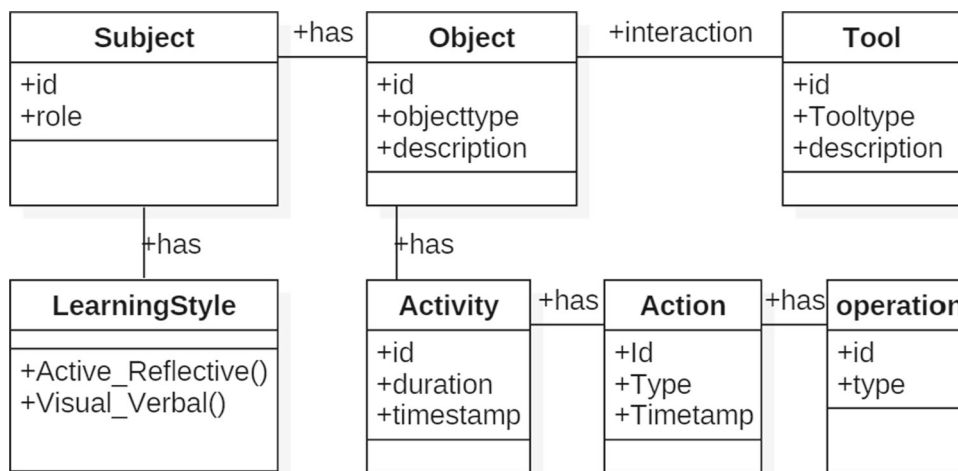 Subject
+has
Object
+interaction
Tool
+id
+role
+id
+objecttype
+description
+id
+Tooltype
+description
+has
+has
LearningStyle
Activity
+has
Action
+has
operation
+Active_Reflective()
+Visual_Verbal()
+id
+duration
+timestamp
+Id
+Type
+Timetamp
+id
+type